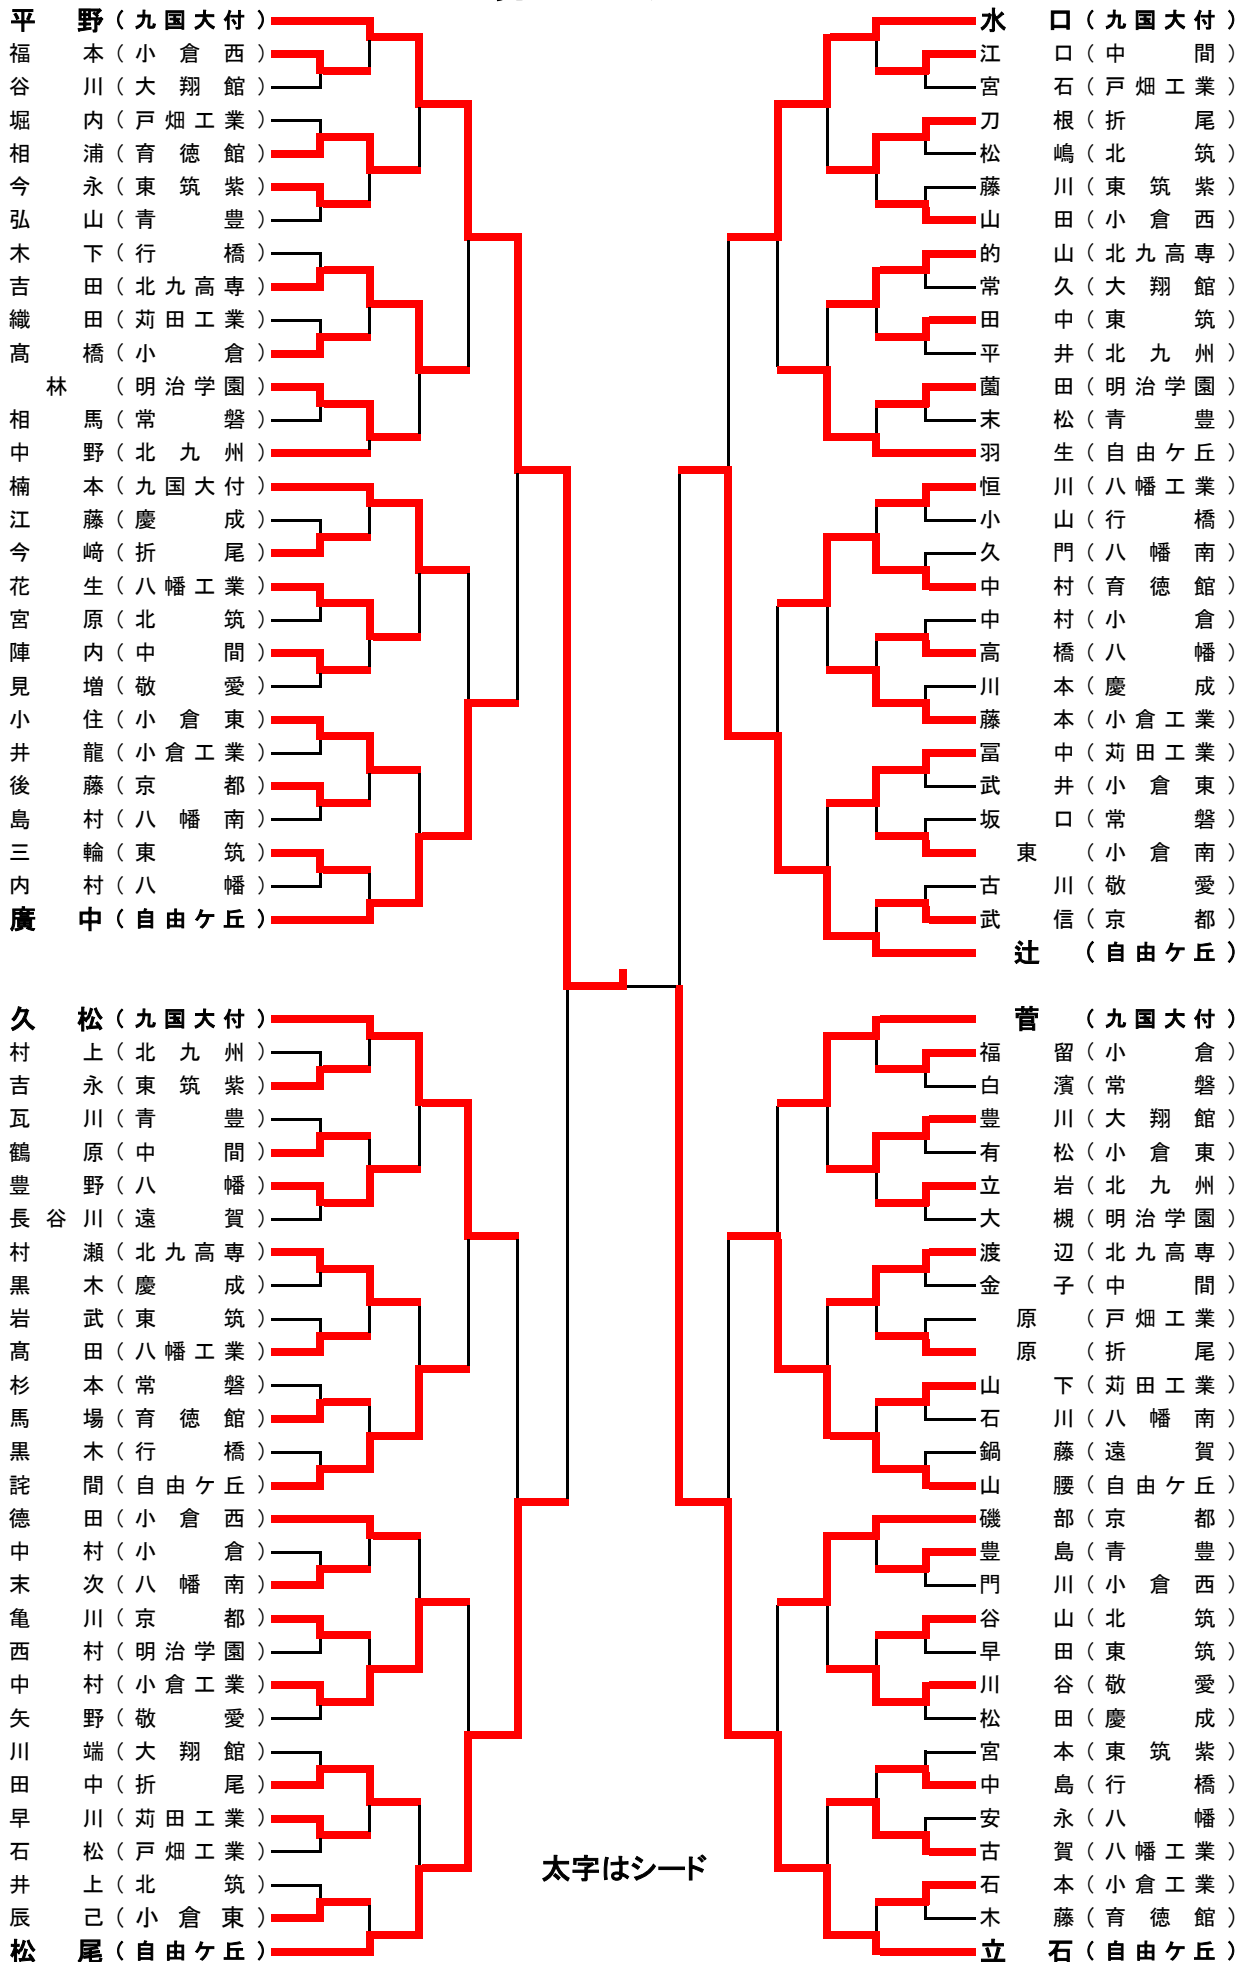 平野（九国大付）
福本（小倉西）
谷川（大翔館）
堀内（戸畑工業）
相浦（育徳館）
今永（東筑紫）
弘山（青豊）
木下（行橋）
吉田（北九高専）
織田（苅田工業）
髙橋（小倉）
林（明治学園）
相馬（常磐）
中野（北九州）
楠本（九国大付）
江藤（慶成）
今﨑（折尾）
花生（八幡工業）
宮原（北筑）
陣内（中間）
見増（敬愛）
小住（小倉東）
井龍（小倉工業）
後藤（京都）
島村（八幡南）
三輪（東筑）
内村（八幡）
廣中（自由ケ丘）
久松（九国大付）
村上（北九州）
吉永（東筑紫）
瓦川（青豊）
鶴原（中間）
豊野（八幡）
長谷川（遠賀）
村瀬（北九高専）
黒木（慶成）
岩武（東筑）
髙田（八幡工業）
杉本（常磐）
馬場（育徳館）
黒木（行橋）
詫間（自由ケ丘）
德田（小倉西）
中村（小倉）
末次（八幡南）
亀川（京都）
西村（明治学園）
中村（小倉工業）
矢野（敬愛）
川端（大翔館）
田中（折尾）
早川（苅田工業）
石松（戸畑工業）
井上（北筑）
辰己（小倉東）
松尾（自由ケ丘）
水口（九国大付）
江口（中間）
宮石（戸畑工業）
刀根（折尾）
松嶋（北筑）
藤川（東筑紫）
山田（小倉西）
的山（北九高専）
常久（大翔館）
田中（東筑）
平井（北九州）
薗田（明治学園）
末松（青豊）
羽生（自由ケ丘）
恒川（八幡工業）
小山（行橋）
久門（八幡南）
中村（育徳館）
中村（小倉）
高橋（八幡）
川本（慶成）
藤本（小倉工業）
冨中（苅田工業）
武井（小倉東）
坂口（常磐）
東（小倉南）
古川（敬愛）
武信（京都）
辻（自由ケ丘）
菅（九国大付）
福留（小倉）
白濱（常磐）
豊川（大翔館）
有松（小倉東）
立岩（北九州）
大槻（明治学園）
渡辺（北九高専）
金子（中間）
原（戸畑工業）
原（折尾）
山下（苅田工業）
石川（八幡南）
鍋藤（遠賀）
山腰（自由ケ丘）
磯部（京都）
豊島（青豊）
門川（小倉西）
谷山（北筑）
早田（東筑）
川谷（敬愛）
松田（慶成）
宮本（東筑紫）
中島（行橋）
安永（八幡）
古賀（八幡工業）
石本（小倉工業）
木藤（育徳館）
立石（自由ケ丘）
太字はシード